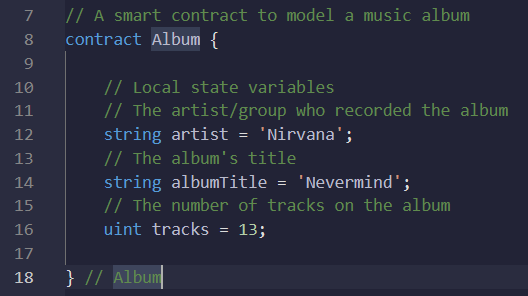 7 // A smart contract to model a music album
8 contract Album {
9
10 // Local state variables
11 // The artist/group who recorded the album
12 string artist = 'Nirvana';
13 // The album's title
14 string albumTitle = 'Nevermind';
15 // The number of tracks on the album
16 uint tracks = 13;
17
18 } // Album